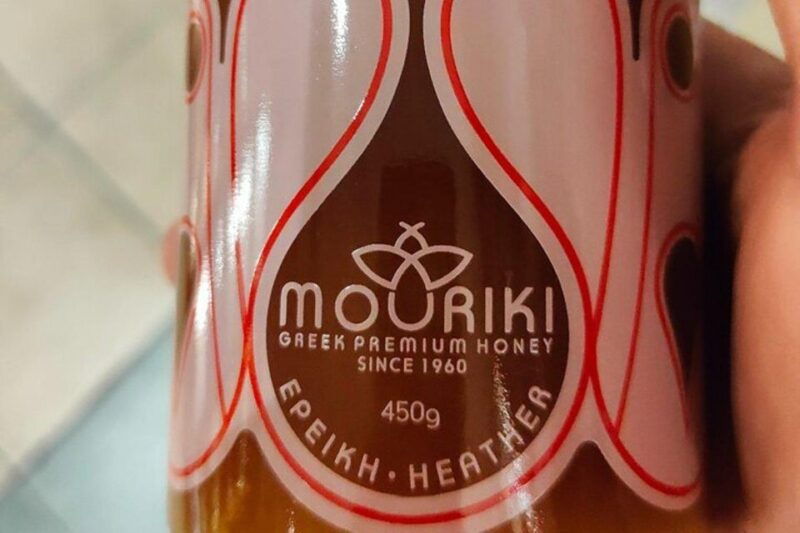 MOURIKI
GREEK PREMIUM HONEY
SINCE 1960
450g
ΕΡΕΙΚΗ · HEATHER